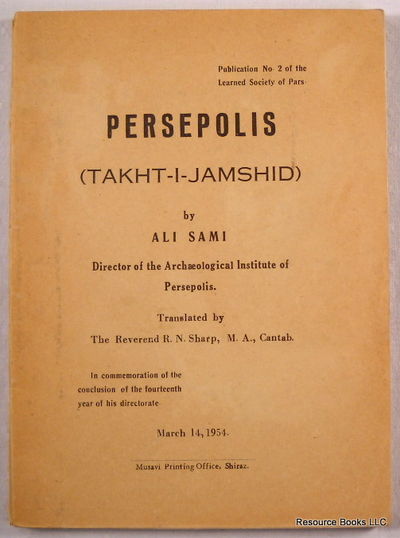 Publication No 2 of the
Learned Society of Pars
PERSEPOLIS
(TAKHT-I-JAMSHID)
by
ALI SAMI
Director of the Archæological Institute of
Persepolis.
Translated by
The Reverend R. N. Sharp, M. A., Cantab.
In commemoration of the
conclusion of the fourteenth
year of his directorate
March 14, 1954.
Musavi Printing Office, Shiraz.
Resource Books LLC